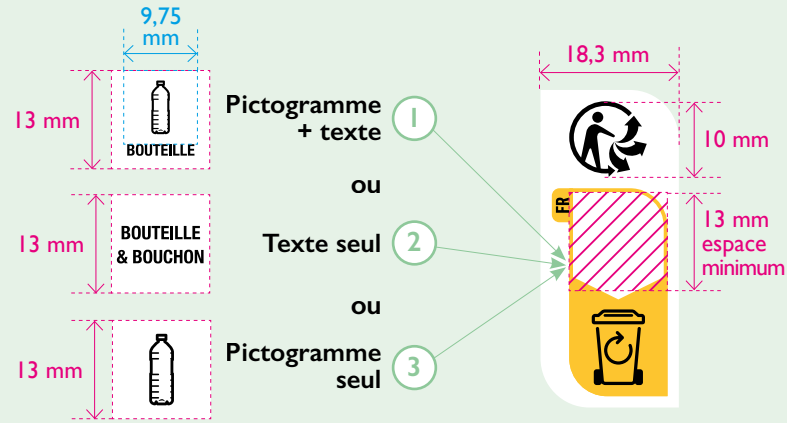 9,75
mm
13 mm
BOUTEILLE
Pictogramme
+ texte
1
ou
13 mm
BOUTEILLE
& BOUCHON
Texte seul
2
ou
13 mm
Pictogramme
seul
3
18,3 mm
10 mm
FR
13 mm
espace
minimum